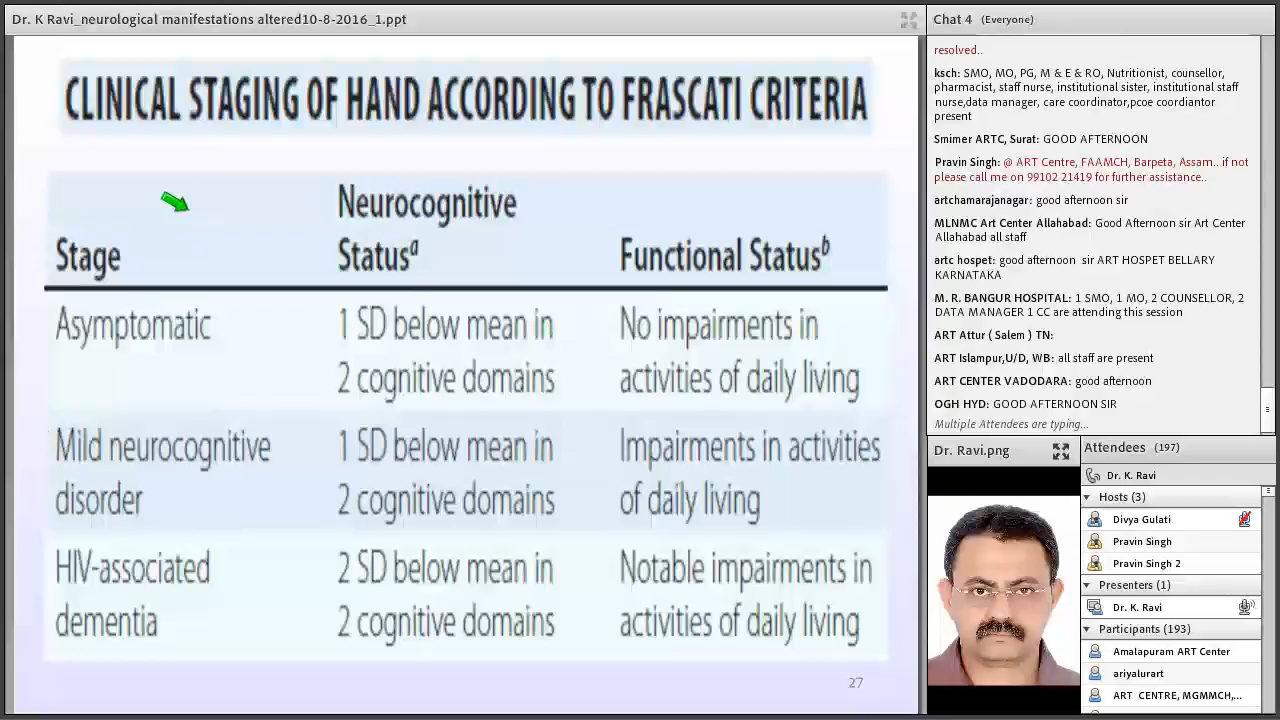 Dr. K Ravi_neurological manifestations altered10-8-2016_1.ppt
CLINICAL STAGING OF HAND ACCORDING TO FRASCATI CRITERIA
Stage
Neurocognitive
Statusᵃ
Functional Statusᵇ
Asymptomatic
1 SD below mean in
2 cognitive domains
No impairments in
activities of daily living
Mild neurocognitive
disorder
1 SD below mean in
2 cognitive domains
Impairments in activities
of daily living
HIV-associated
dementia
2 SD below mean in
2 cognitive domains
Notable impairments in
activities of daily living
27
Chat 4 (Everyone)
resolved..
ksch: SMO, MO, PG, M & E & RO, Nutritionist, counsellor,
pharmacist, staff nurse, institutional sister, institutional staff
nurse,data manager, care coordinator,pcoe coordiantor
present
Smimer ARTC, Surat: GOOD AFTERNOON
Pravin Singh: @ ART Centre, FAAMCH, Barpeta, Assam.. if not
please call me on 99102 21419 for further assistance..
artchamarajanagar: good afternoon sir
MLNMC Art Center Allahabad: Good Afternoon sir Art Center
Allahabad all staff
artc hospet: good afternoon sir ART HOSPET BELLARY
KARNATAKA
M. R. BANGUR HOSPITAL: 1 SMO, 1 MO, 2 COUNSELLOR, 2
DATA MANAGER 1 CC are attending this session
ART Attur ( Salem ) TN:
ART Islampur,U/D, WB: all staff are present
ART CENTER VADODARA: good afternoon
OGH HYD: GOOD AFTERNOON SIR
Multiple Attendees are typing...
Dr. Ravi.png
Attendees (197)
Dr. K. Ravi
Hosts (3)
Divya Gulati
Pravin Singh
Pravin Singh 2
Presenters (1)
Dr. K. Ravi
Participants (193)
Amalapuram ART Center
ariyalurart
ART CENTRE, MGMMCH,...